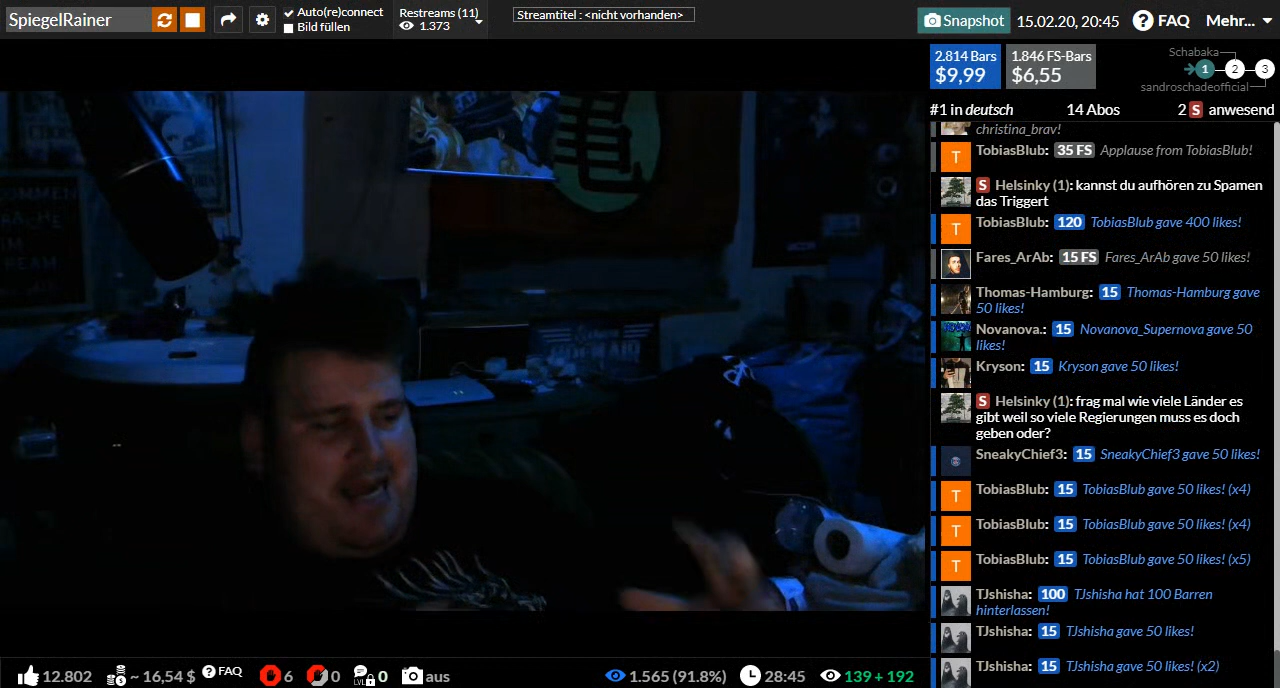 SpiegelRainer
Auto(re)connect
Bild füllen
Restreams (11)
1.373
Streamtitel : <nicht vorhanden>
Snapshot
15.02.20, 20:45
FAQ
Mehr...
2.814 Bars
$9,99
1.846 FS-Bars
$6,55
Schabaka
1 2 3
sandroschadeofficial
#1 in deutsch 14 Abos 2 S anwesend
christina_brav!
T TobiasBlub: 35 FS Applause from TobiasBlub!
S Helsinky (1): kannst du aufhören zu Spamen
das Triggert
T TobiasBlub: 120 TobiasBlub gave 400 likes!
Fares_ArAb: 15 FS Fares_ArAb gave 50 likes!
Thomas-Hamburg: 15 Thomas-Hamburg gave
50 likes!
Novanova.: 15 Novanova_Supernova gave 50
likes!
Kryson: 15 Kryson gave 50 likes!
S Helsinky (1): frag mal wie viele Länder es
gibt weil so viele Regierungen muss es doch
geben oder?
SneakyChief3: 15 SneakyChief3 gave 50 likes!
T TobiasBlub: 15 TobiasBlub gave 50 likes! (x4)
T TobiasBlub: 15 TobiasBlub gave 50 likes! (x4)
T TobiasBlub: 15 TobiasBlub gave 50 likes! (x5)
TJshisha: 100 TJshisha hat 100 Barren
hinterlassen!
TJshisha: 15 TJshisha gave 50 likes!
TJshisha: 15 TJshisha gave 50 likes! (x2)
12.802
~ 16,54 $
FAQ
6
0
LVL
0
aus
1.565 (91.8%)
28:45
139 + 192